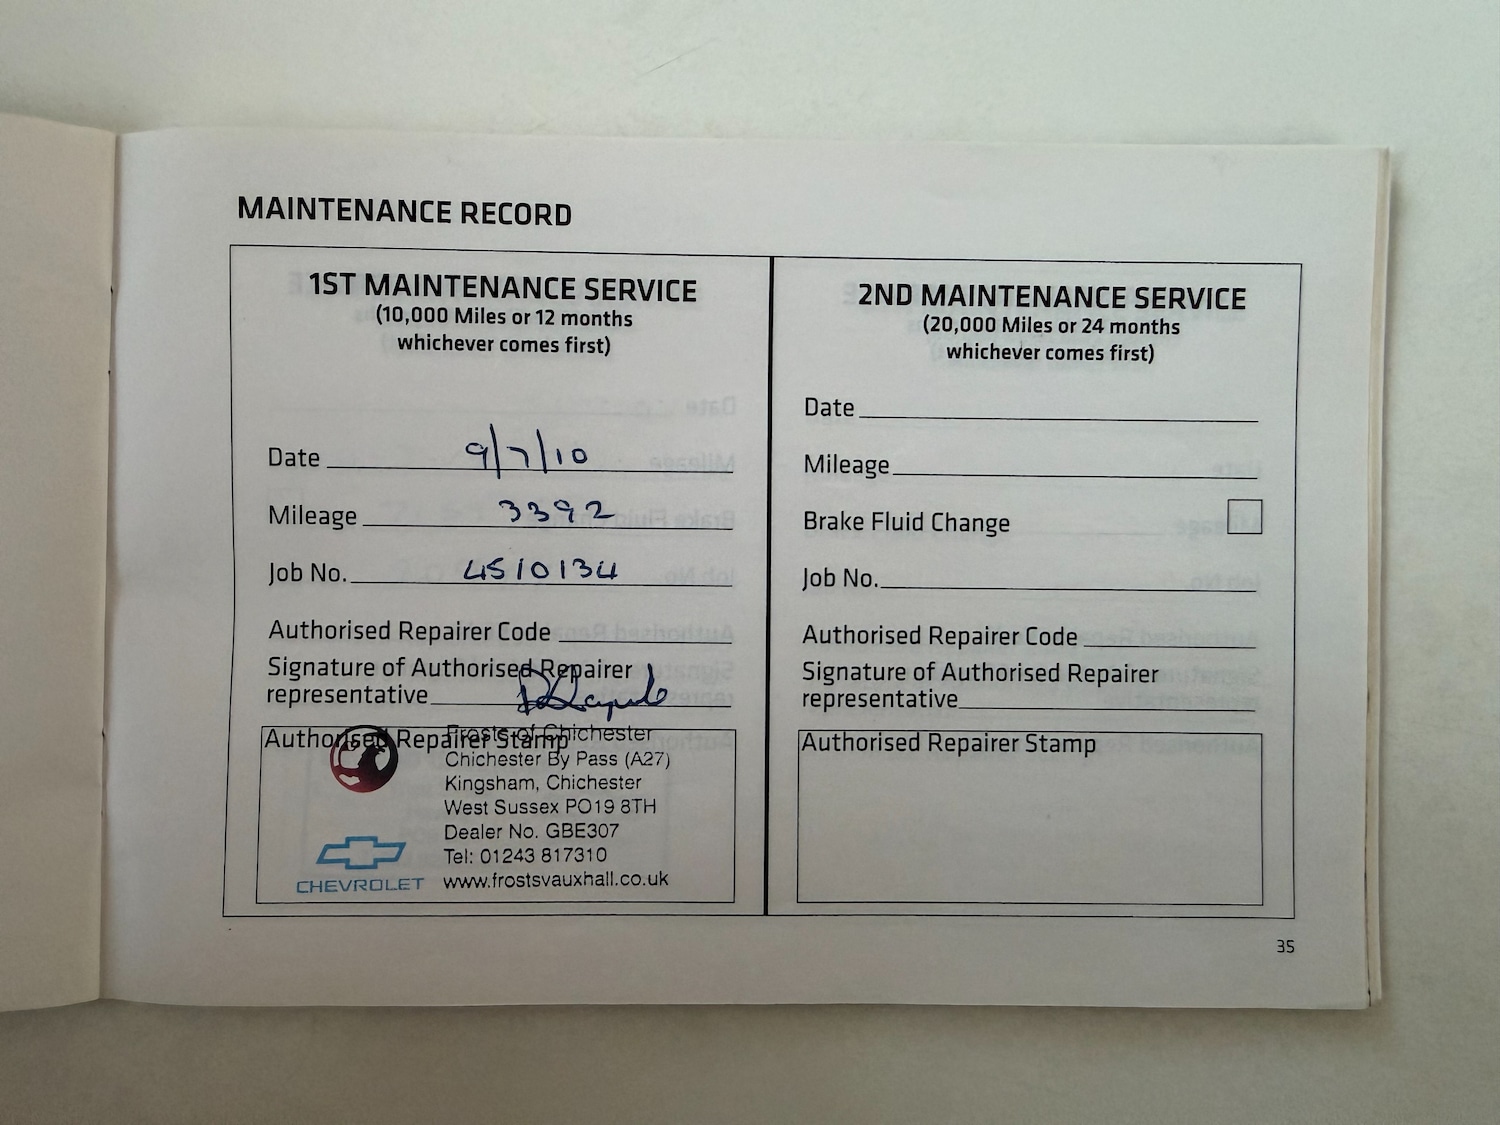 MAINTENANCE RECORD
1ST MAINTENANCE SERVICE
(10,000 Miles or 12 months
whichever comes first)
Date 9/7/10
Mileage 3392
Job No. 4510134
Authorised Repairer Code
Signature of Authorised Repairer
representative
Authorised Repairer Stamp
Frosts of Chichester
Chichester By Pass (A27)
Kingsham, Chichester
West Sussex PO19 8TH
Dealer No. GBE307
Tel: 01243 817310
www.frostsvauxhall.co.uk
CHEVROLET
2ND MAINTENANCE SERVICE
(20,000 Miles or 24 months
whichever comes first)
Date
Mileage
Brake Fluid Change
Job No.
Authorised Repairer Code
Signature of Authorised Repairer
representative
Authorised Repairer Stamp
35